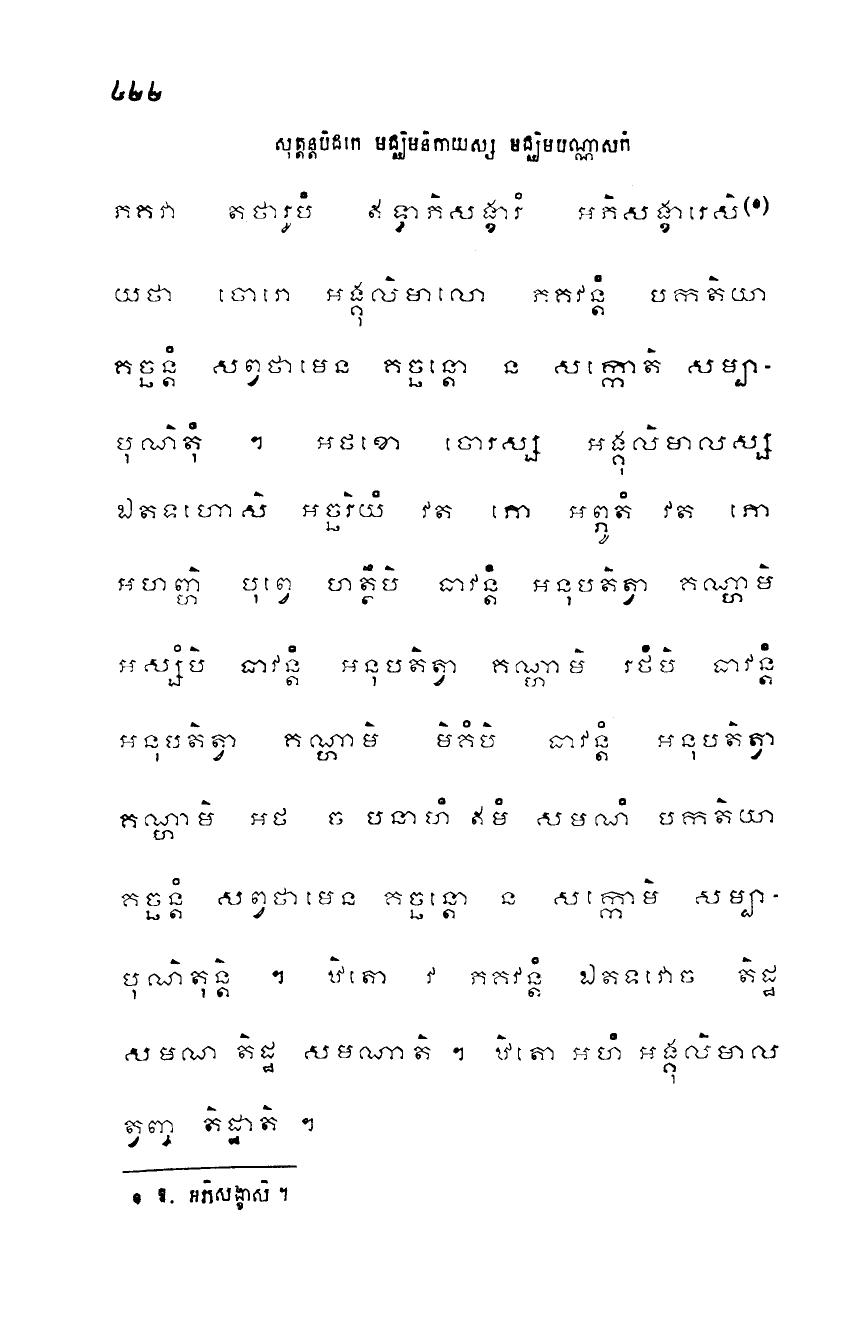 ៤២២
សុត្តន្តបិដកេ មជ្ឈិមនិកាយស្ស មជ្ឈិមបណ្ណាសកំ
ភគវា តថារូបំ ឥទ្ធាភិសង្ខារំ អភិសង្ខារេសិ(១)
យថា ចោរោ អង្គុលិមាលោ ភគវន្តំ បកតិយា
គច្ឆន្តំ សព្វថាមេន គច្ឆន្តោ ន សក្កោតិ សម្បា-
បុណិតុំ ។ អថខោ ចោរស្ស អង្គុលិមាលស្ស
ឯតទហោសិ អច្ឆរិយំ វត ភោ អព្ភូតំ វត ភោ
អហញ្ហិ បុព្វេ ហត្ថឹបិ ធាវន្តំ អនុបតិត្វា គណ្ហាមិ
អស្សំបិ ធាវន្តំ អនុបតិត្វា គណ្ហាមិ រថំបិ ធាវន្តំ
អនុបតិត្វា គណ្ហាមិ មិគំបិ ធាវន្តំ អនុបតិត្វា
គណ្ហាមិ អថ ច បនាហំ ឥមំ សមណំ បកតិយា
គច្ឆន្តំ សព្វថាមេន គច្ឆន្តោ ន សក្កោមិ សម្បា-
បុណិតុន្តិ ។ ឋិតោ វ ភគវន្តំ ឯតទវោច តិដ្ឋ
សមណ តិដ្ឋ សមណាតិ ។ ឋិតោ អហំ អង្គុលិមាល
ត្វញ្ច តិដ្ឋាតិ ។
១ ឱ. អភិសង្ខាសិ ។